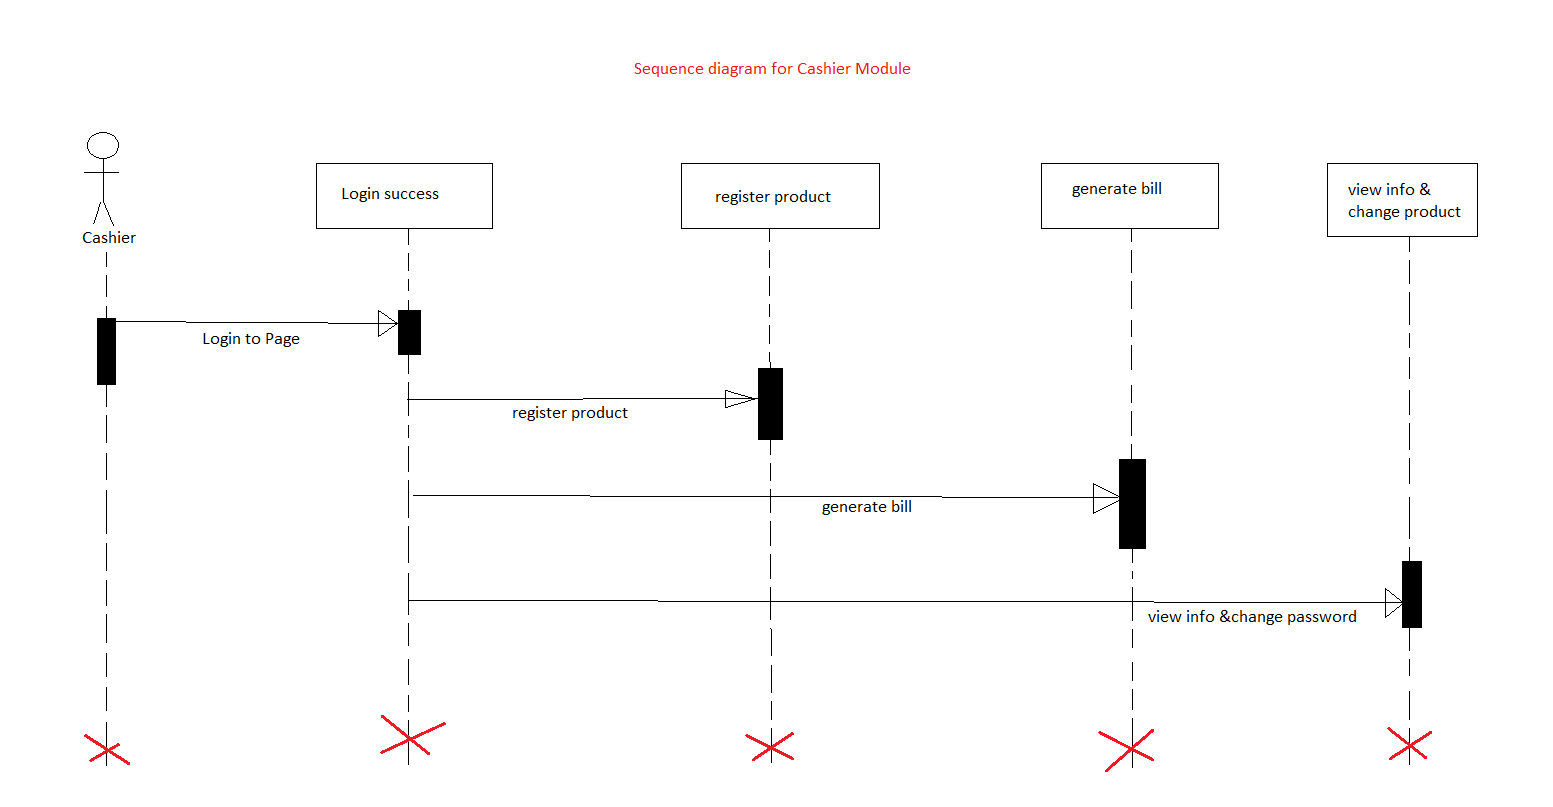 Sequence diagram for Cashier Module
Cashier
Login success
register product
generate bill
view info &
change product
Login to Page
register product
generate bill
view info &change password